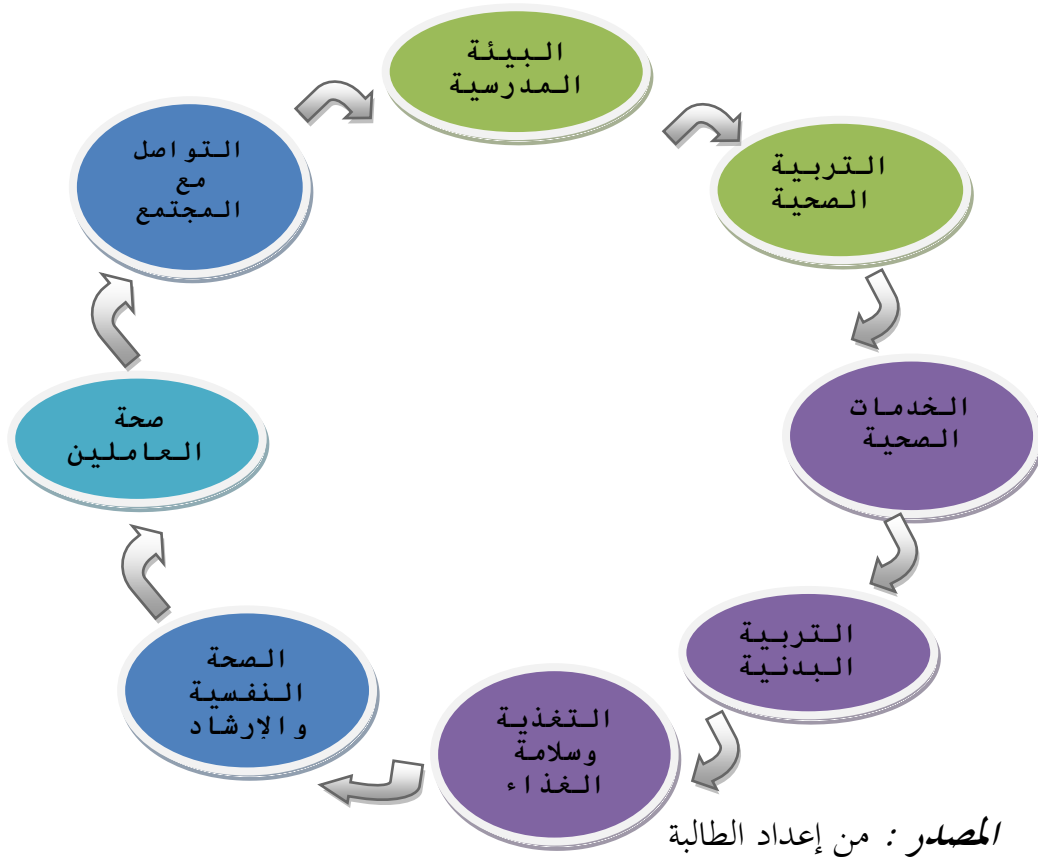 البيئة
المدرسية
التربية
الصحية
الخدمات
الصحية
التربية
البدنية
التغذية
وسلامة
الغذاء
الصحة
النفسية
والإرشاد
صحة
العاملين
التواصل
مع
المجتمع
المصدر : من إعداد الطالبة